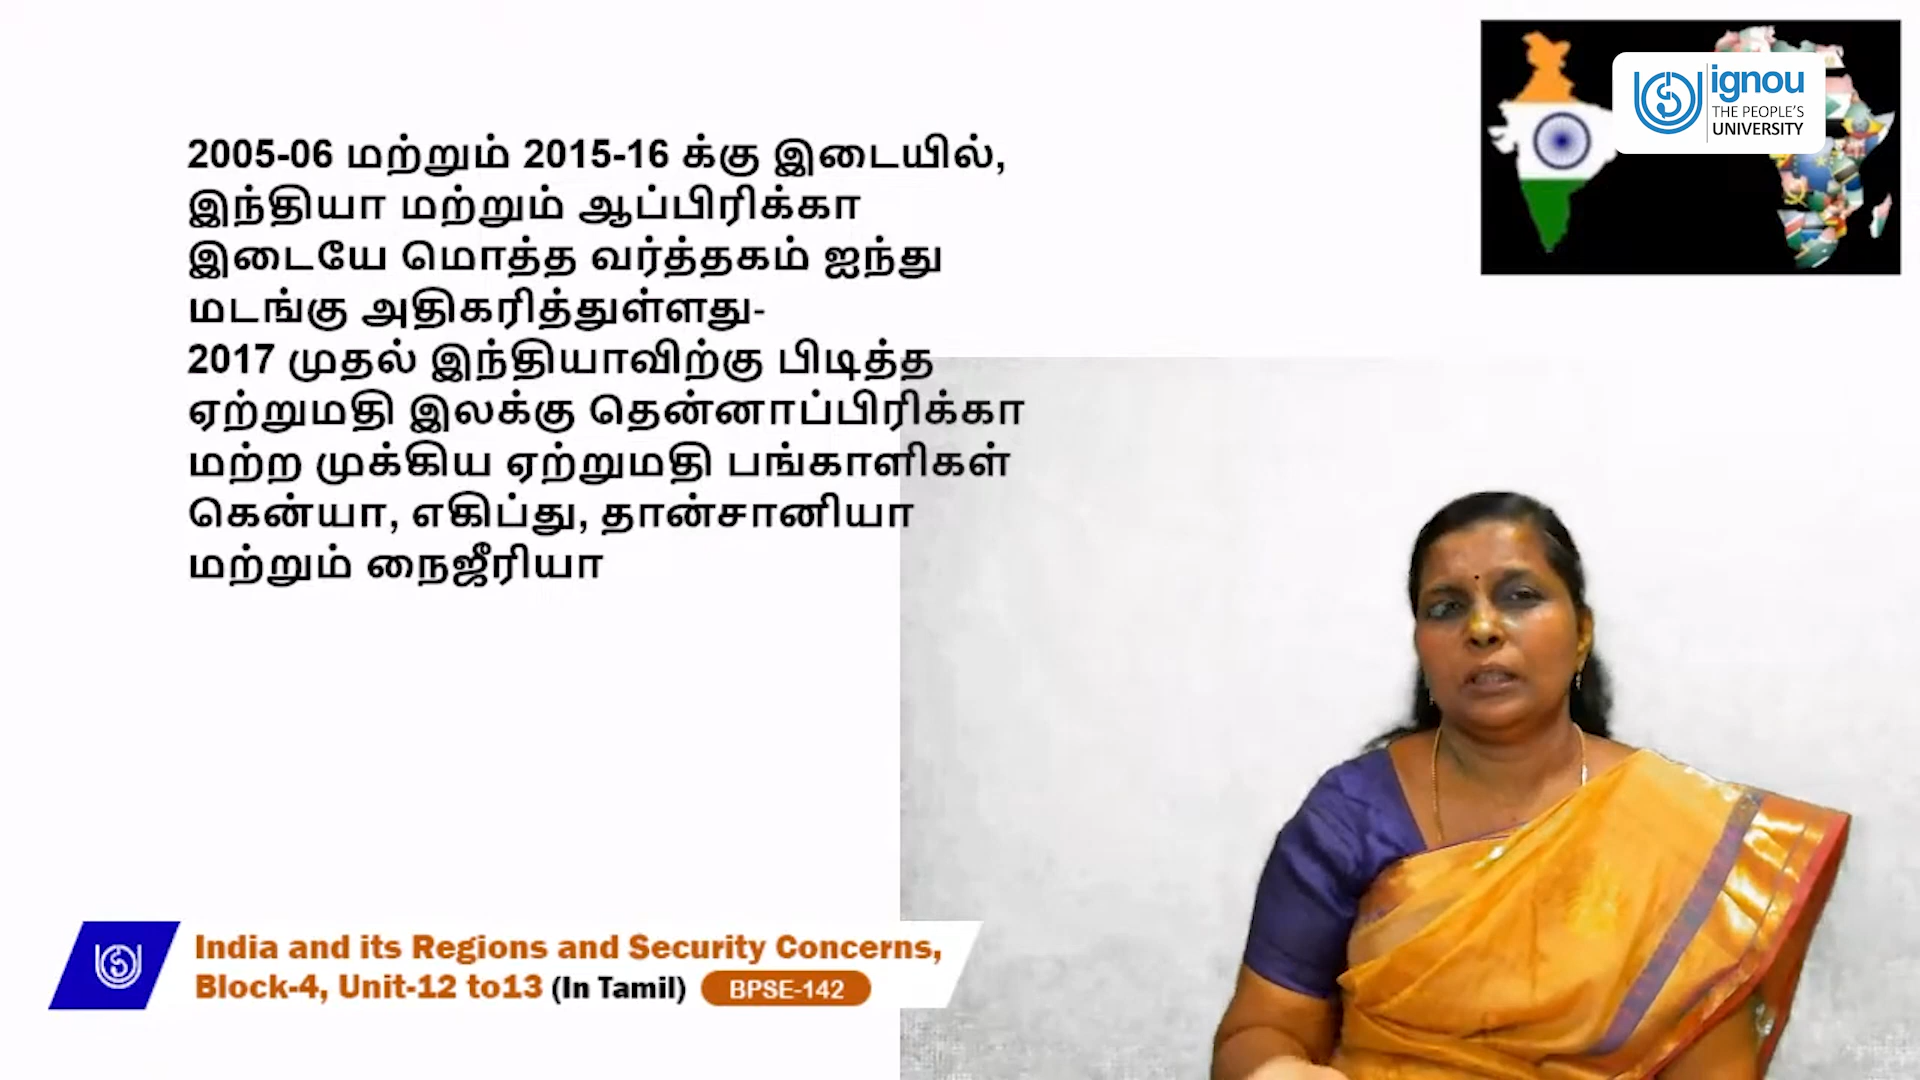 2005-06 மற்றும் 2015-16 க்கு இடையில்,
இந்தியா மற்றும் ஆப்பிரிக்கா
இடையே மொத்த வர்த்தகம் ஐந்து
மடங்கு அதிகரித்துள்ளது-
2017 முதல் இந்தியாவிற்கு பிடித்த
ஏற்றுமதி இலக்கு தென்னாப்பிரிக்கா
மற்ற முக்கிய ஏற்றுமதி பங்காளிகள்
கென்யா, எகிப்து, தான்சானியா
மற்றும் நைஜீரியா
ignou
THE PEOPLE'S
UNIVERSITY
India and its Regions and Security Concerns,
Block-4, Unit-12 to13 (In Tamil) BPSE-142